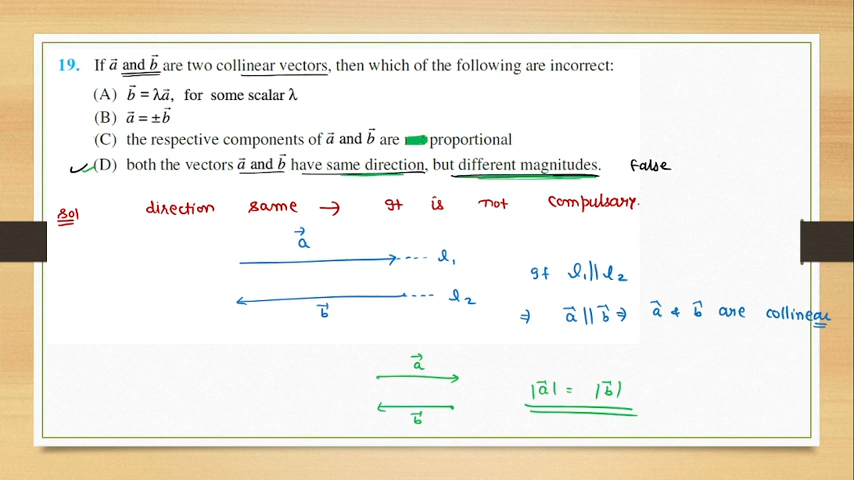 19. If a⃗ and b⃗ are two collinear vectors, then which of the following are incorrect:
(A) b⃗ = λa⃗, for some scalar λ
(B) a⃗ = ±b⃗
(C) the respective components of a⃗ and b⃗ are proportional
(D) both the vectors a⃗ and b⃗ have same direction, but different magnitudes. false
Sol direction same → It is not compulsary.
a⃗
l₁
If l₁ || l₂
l₂
b⃗
⇒ a⃗ || b⃗ ⇒ a⃗ & b⃗ are collinear
a⃗
|a⃗| = |b⃗|
b⃗